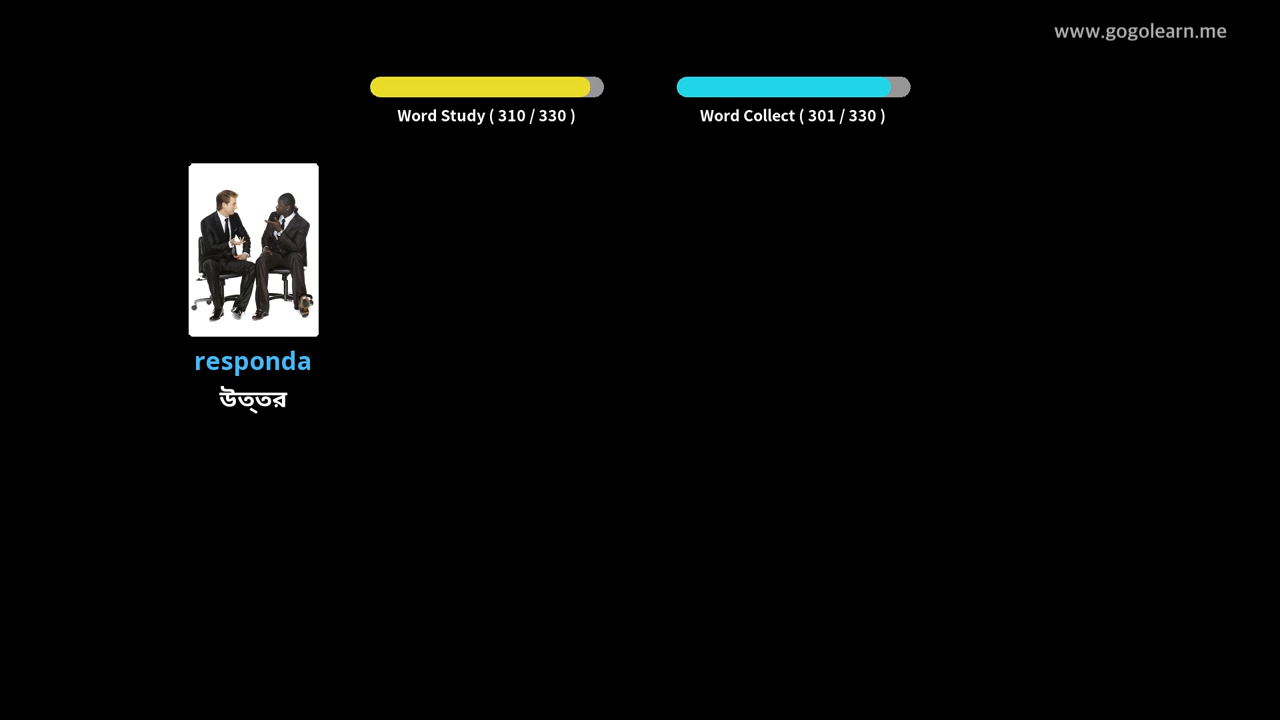 www.gogolearn.me
Word Study ( 310 / 330 )
Word Collect ( 301 / 330 )
responda
উত্তর